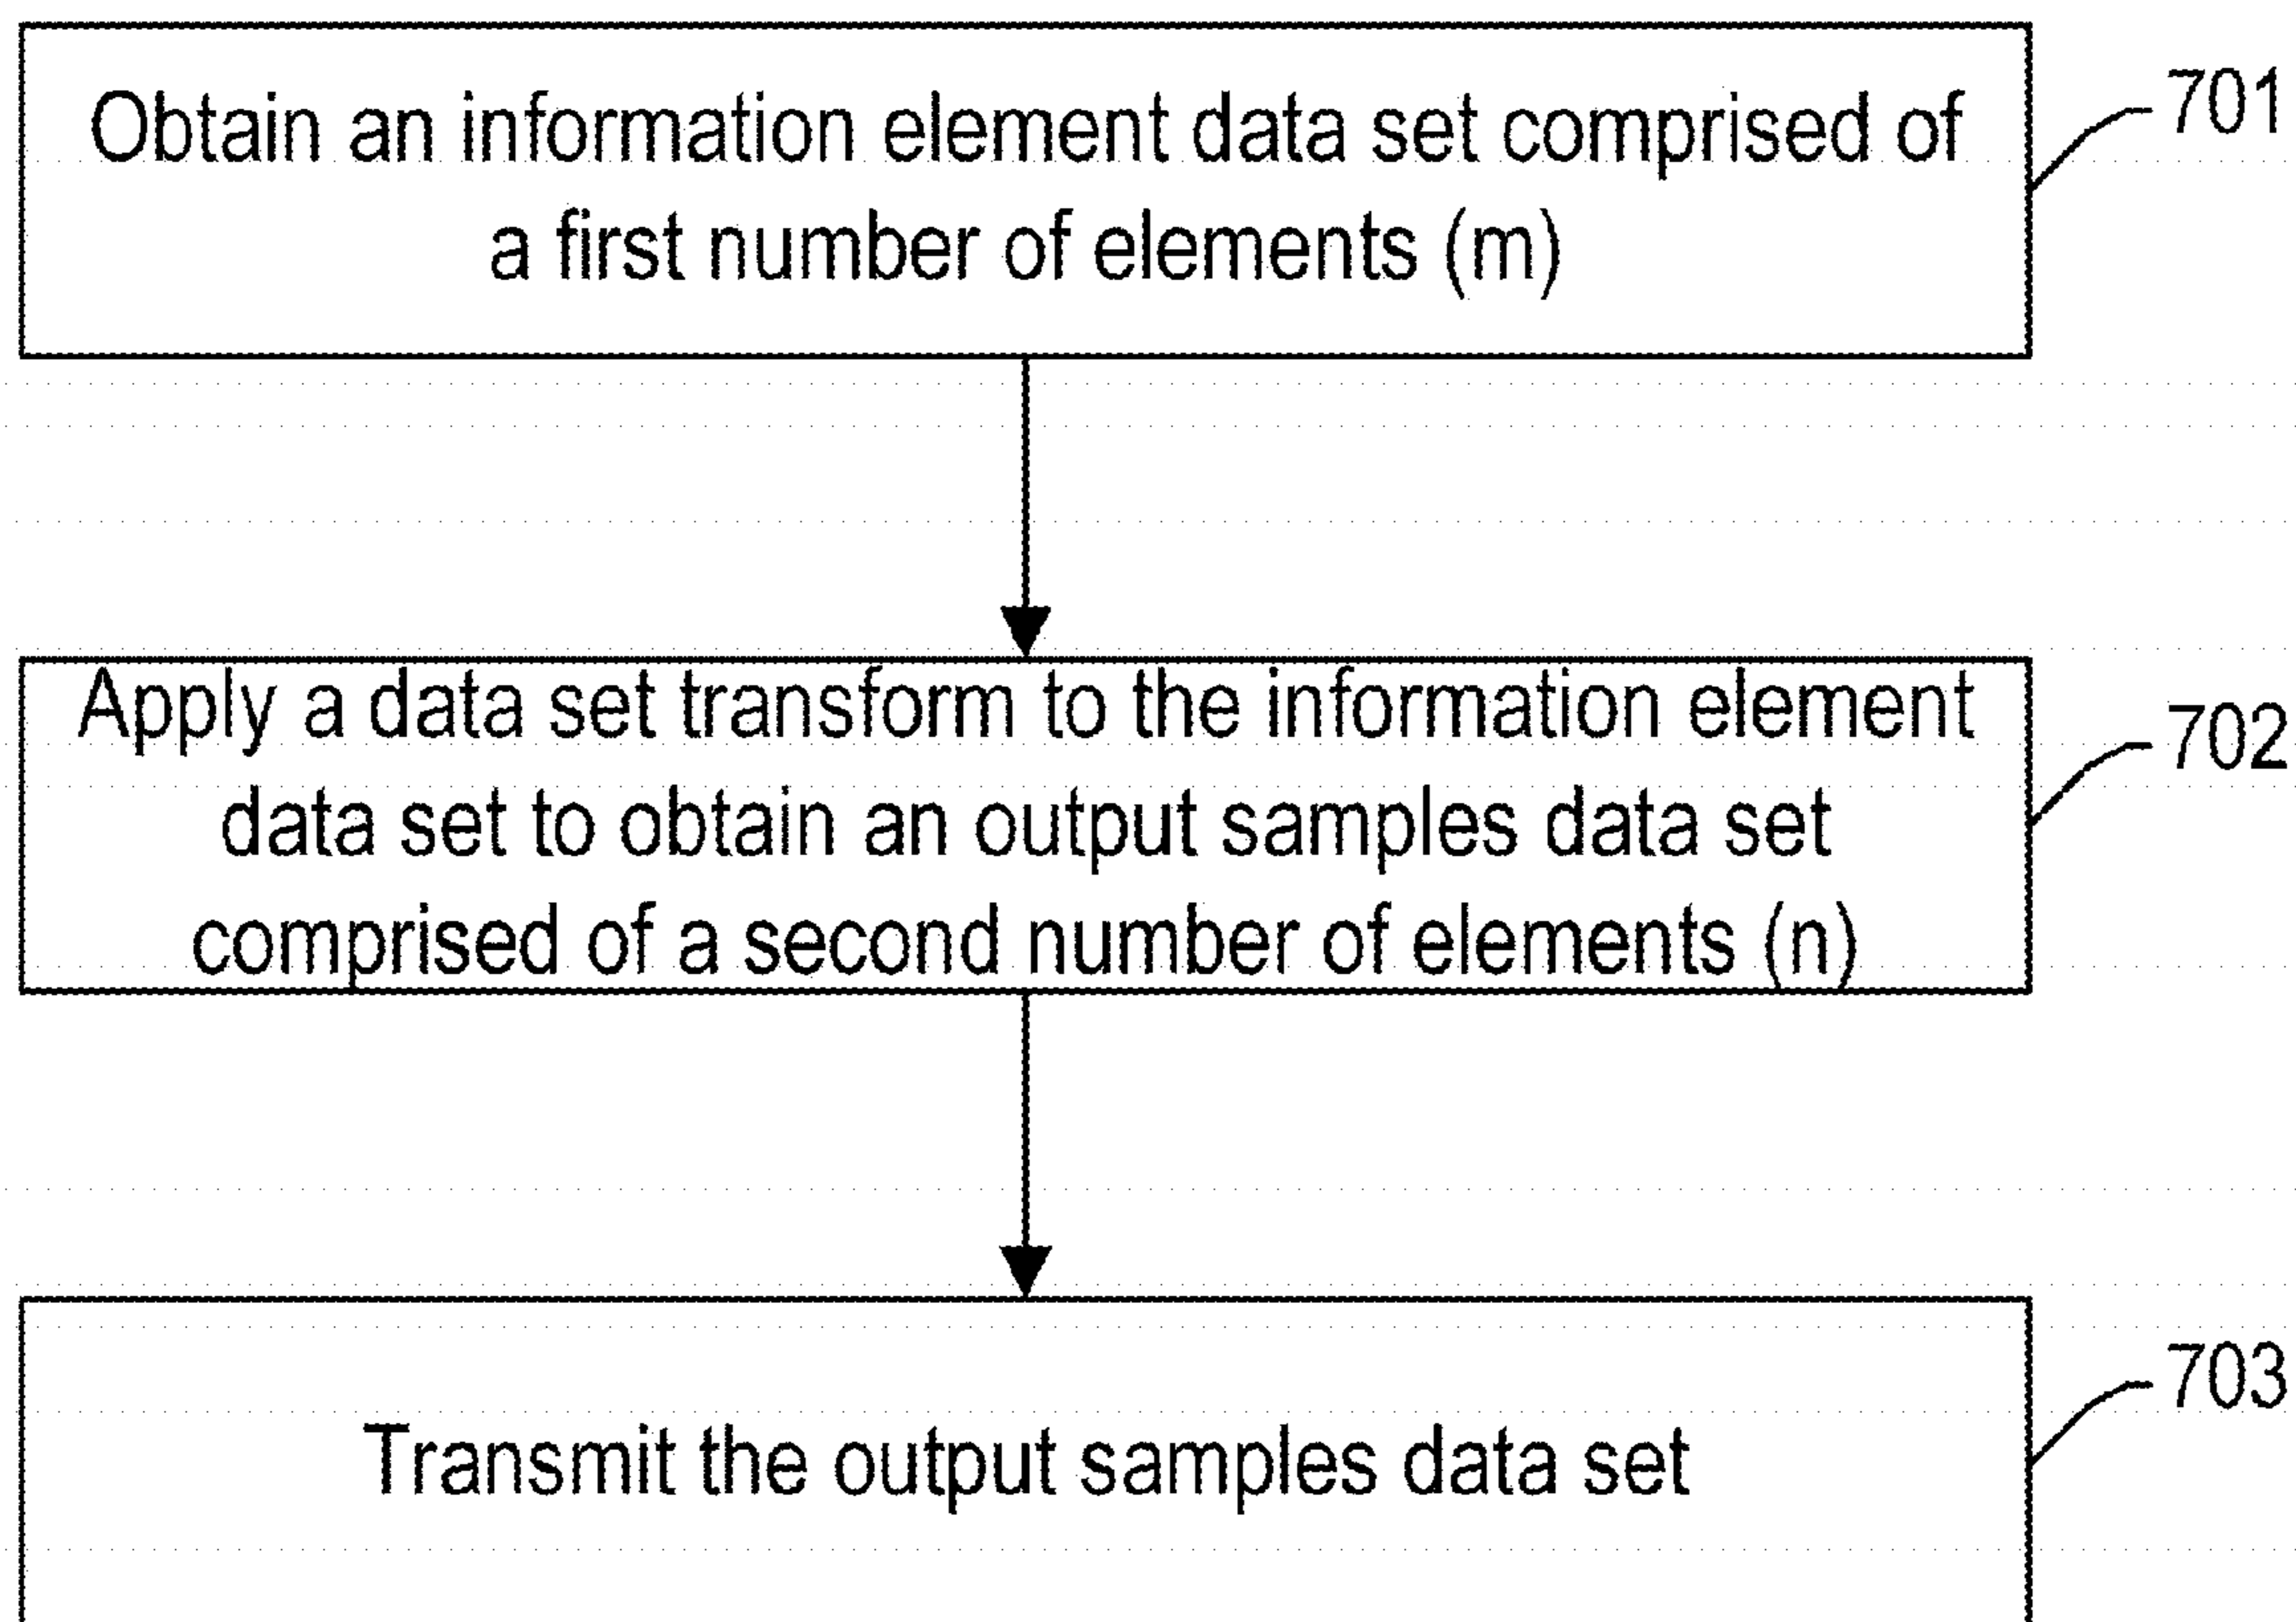 Obtain an information element data set comprised of
a first number of elements (m)
701
Apply a data set transform to the information element
data set to obtain an output samples data set
comprised of a second number of elements (n)
702
Transmit the output samples data set
703